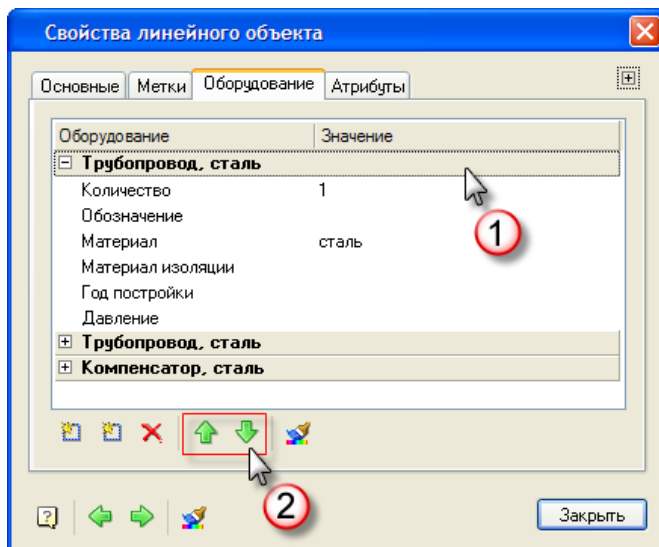 Свойства линейного объекта
Основные Метки Оборудование Атрибуты
Оборудование Значение
Трубопровод, сталь
Количество 1
Обозначение
Материал сталь
Материал изоляции
Год постройки
Давление
Трубопровод, сталь
Компенсатор, сталь
1
2
Закрыть